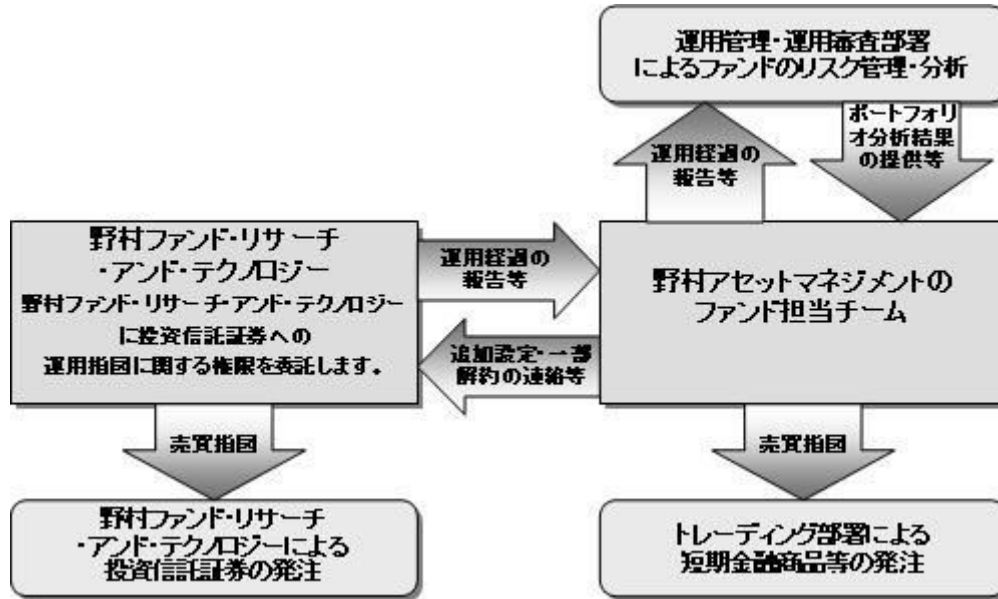 運用管理・運用審査部署
によるファンドのリスク管理・分析
運用経過の
報告等
ポートフォリ
オ分析結果
の提供等
野村ファンド・リサーチ
・アンド・テクノロジー
野村ファンド・リサーチ・アンド・テクノロジー
に投資信託証券への
運用指図に関する権限を委託します。
運用経過の
報告等
追加設定・一部
解約の連絡等
野村アセットマネジメントの
ファンド担当チーム
売買指図
売買指図
野村ファンド・リサーチ
・アンド・テクノロジーによる
投資信託証券の発注
トレーディング部署による
短期金融商品等の発注